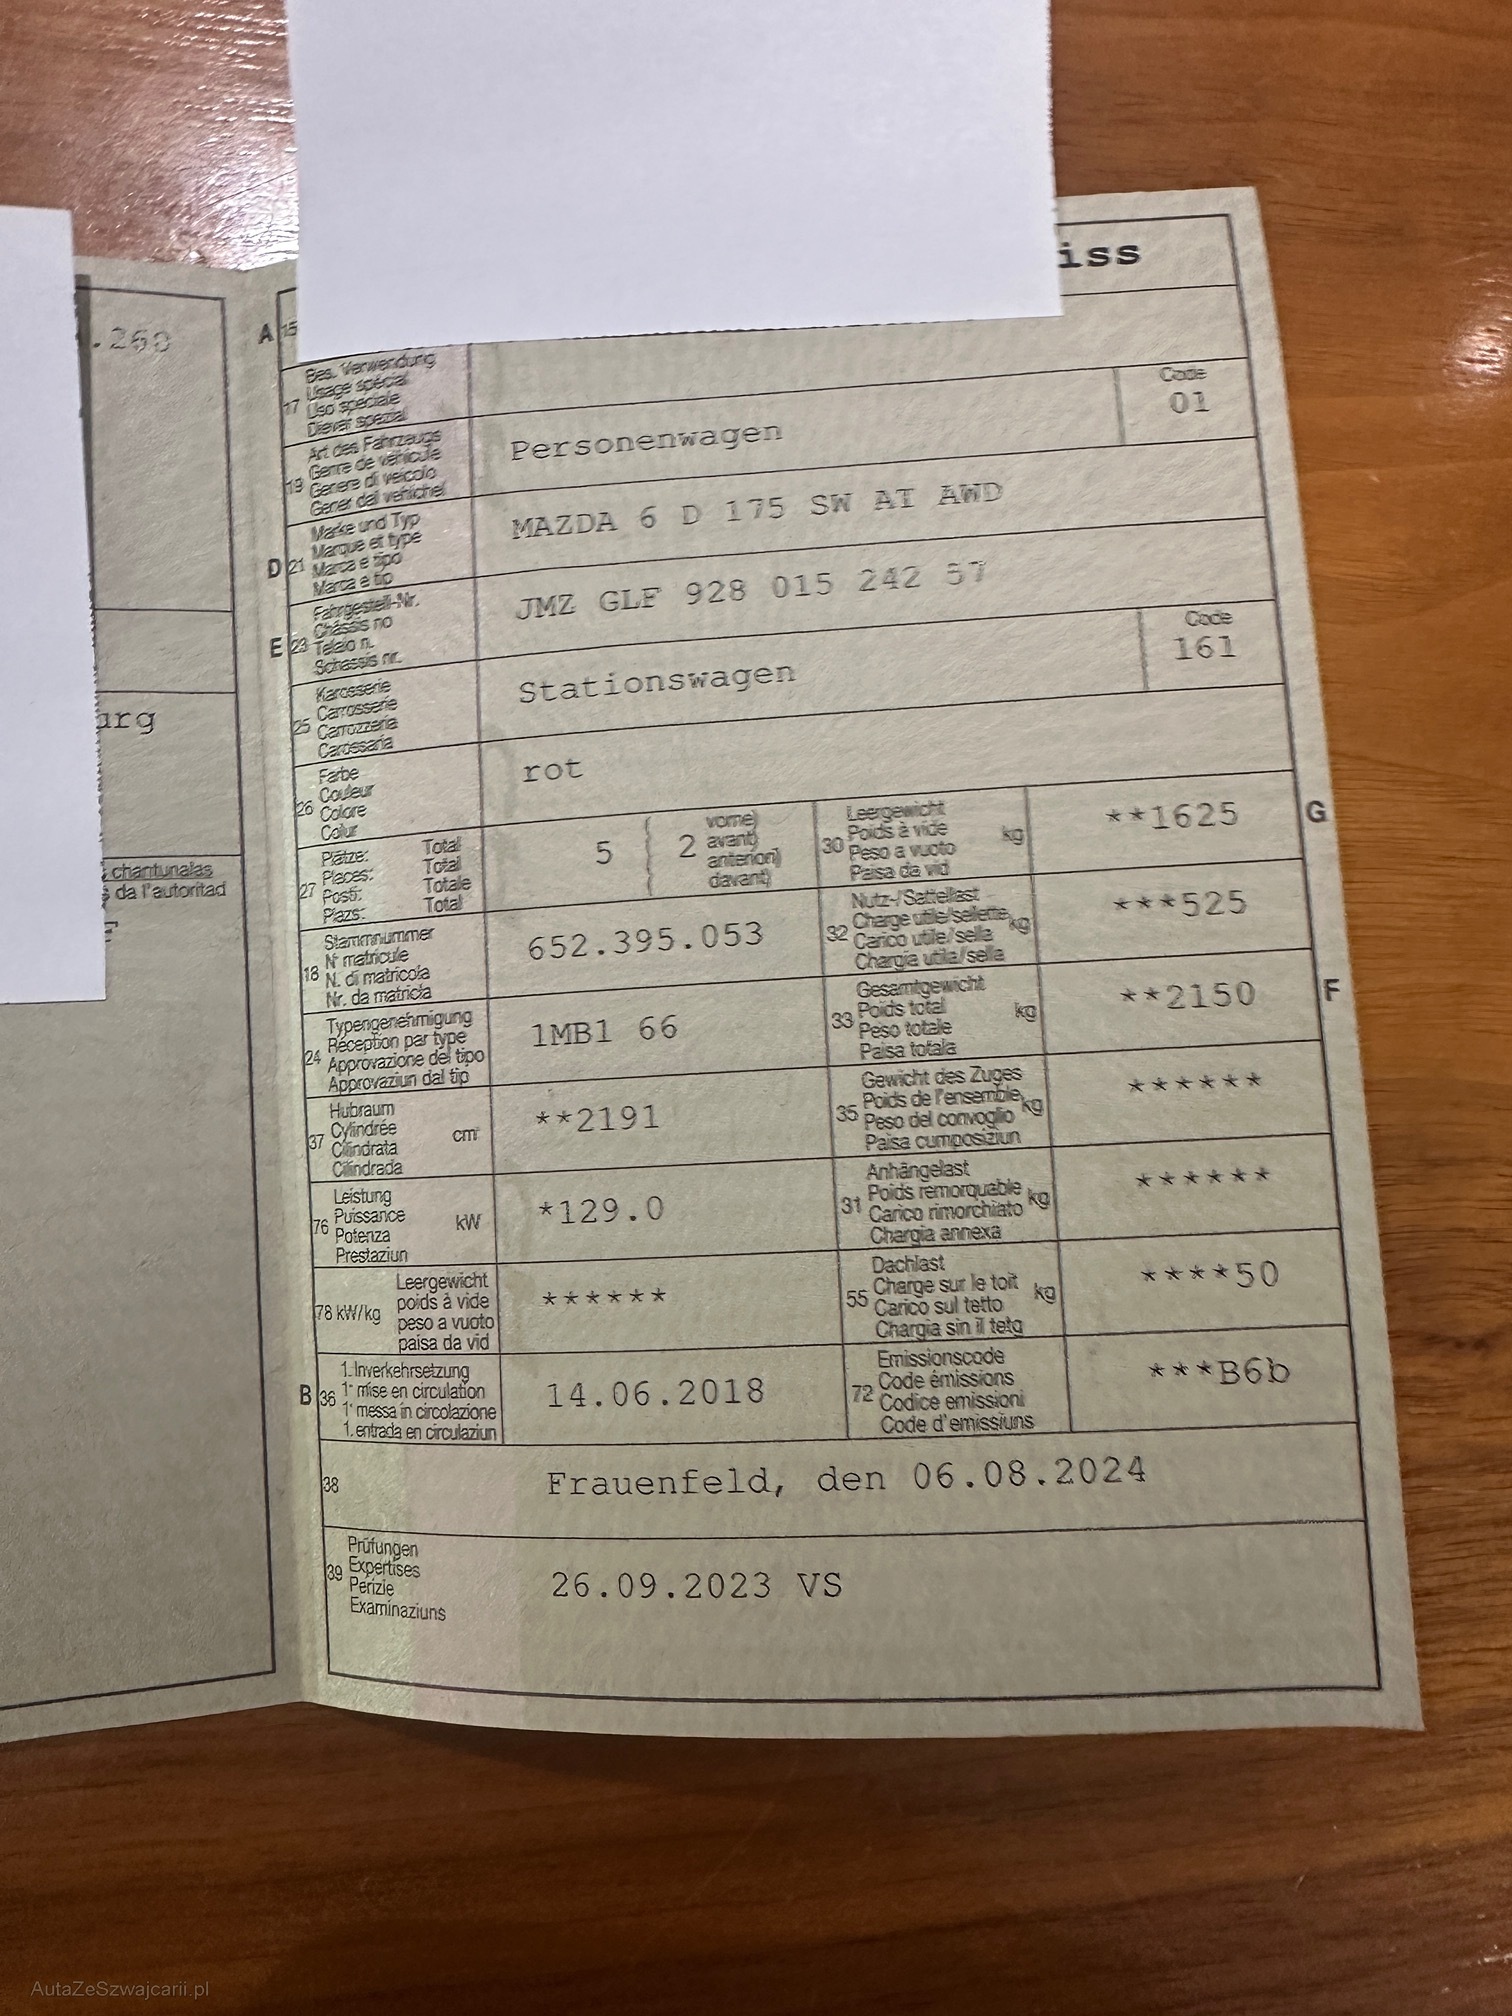 .260
urg
chantunalas
da l'autoritad
iss
A 15
17 Bes. Verwendung
Usage spécial
Uso speciale
Diever spezial
19 Art des Fahrzeugs
Genre de véhicule
Genere di veicolo
Gener dal vehichel
Personenwagen
Code
01
D 21 Marke und Typ
Marque et type
Marca e tipo
Marca e tip
MAZDA 6 D 175 SW AT AWD
E 23 Fahrgestell-Nr.
Châssis no
Telaio n.
Schassis nr.
JMZ GLF 928 015 242 57
25 Karosserie
Carrosserie
Carrozzeria
Carossaria
Stationswagen
Code
161
26 Farbe
Couleur
Colore
Colur
rot
27 Plätze: Total
Places: Total
Posti: Totale
Plazs: Total
5 2 vorne)
avant)
anteriori)
davant)
30 Leergewicht
Poids à vide kg
Peso a vuoto
Paisa da vid
**1625 G
18 Stammnummer
N° matricule
N. di matricola
Nr. da matricla
652.395.053
32 Nutz-/Sattellast
Charge utile/sellette kg
Carico utile/sella
Chargia utila/sella
***525
24 Typengenehmigung
Réception par type
Approvazione del tipo
Approvaziun dal tip
1MB1 66
33 Gesamtgewicht
Poids total kg
Peso totale
Paisa totala
**2150 F
37 Hubraum
Cylindrée cm³
Cilindrata
Cilindrada
**2191
35 Gewicht des Zuges
Poids de l'ensemble kg
Peso del convoglio
Paisa cumposiziun
******
76 Leistung
Puissance kW
Potenza
Prestaziun
*129.0
31 Anhängelast
Poids remorquable kg
Carico rimorchiato
Chargia annexa
******
78 kW/kg Leergewicht
poids à vide
peso a vuoto
paisa da vid
******
55 Dachlast
Charge sur le toit kg
Carico sul tetto
Chargia sin il tetg
****50
B 36 1. Inverkehrsetzung
1ʳᵉ mise en circulation
1ª messa in circolazione
1. entrada en circulaziun
14.06.2018
72 Emissionscode
Code émissions
Codice emissioni
Code d'emissiuns
***B6b
38 Frauenfeld, den 06.08.2024
39 Prüfungen
Expertises
Perizie
Examinaziuns
26.09.2023 VS
AutaZeSzwajcarii.pl